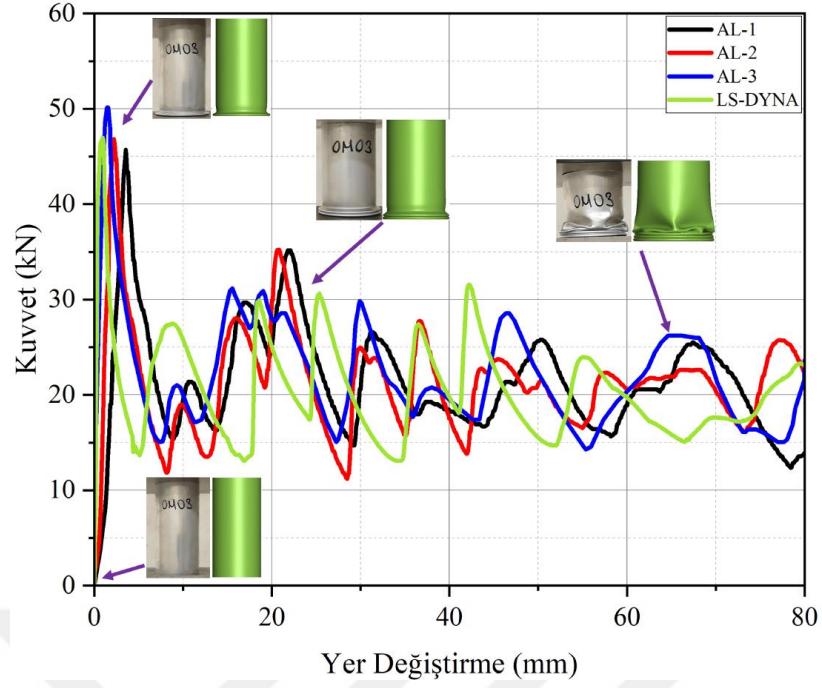 60
50
40
30
20
10
0
Kuvvet (kN)
AL-1
AL-2
AL-3
LS-DYNA
OMO3
OMO3
OMO3
OMO3
0
20
40
60
80
Yer Değiştirme (mm)